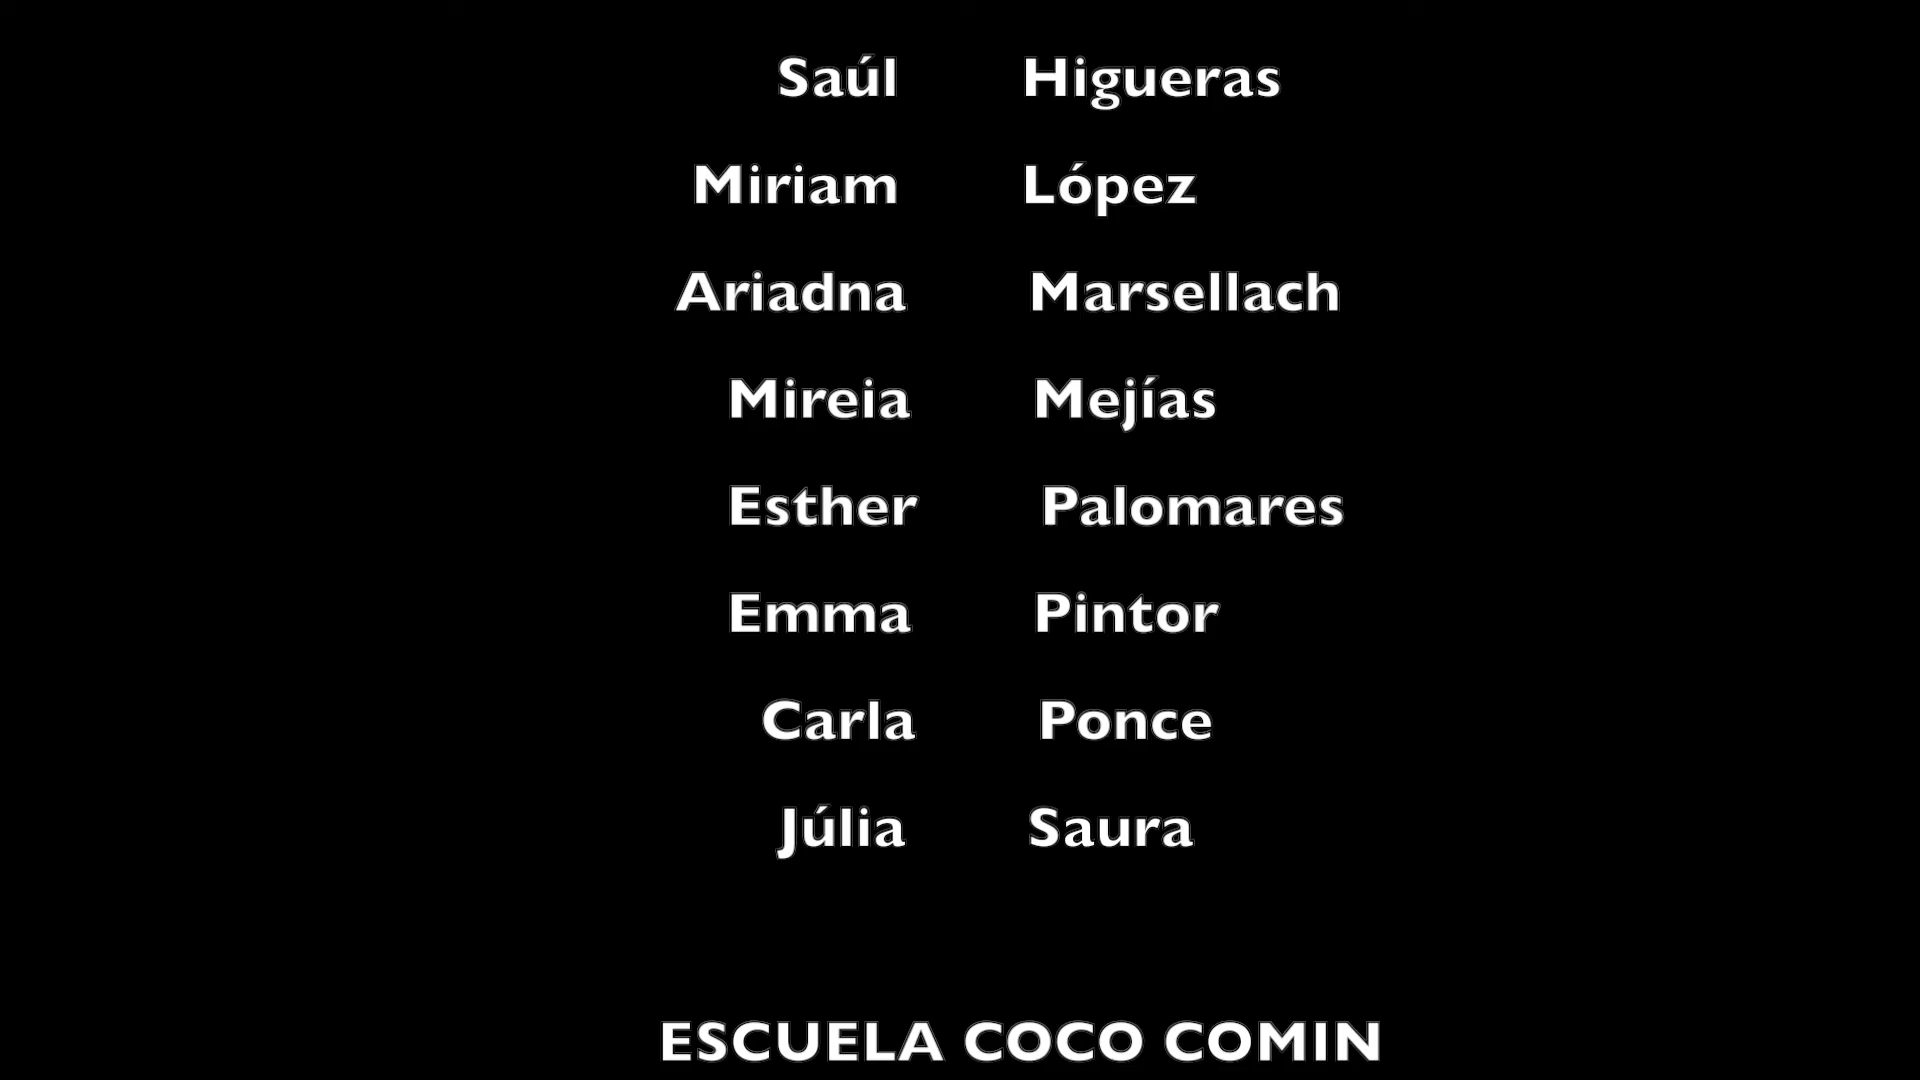 Saúl Higueras
Miriam López
Ariadna Marsellach
Mireia Mejías
Esther Palomares
Emma Pintor
Carla Ponce
Júlia Saura
ESCUELA COCO COMIN